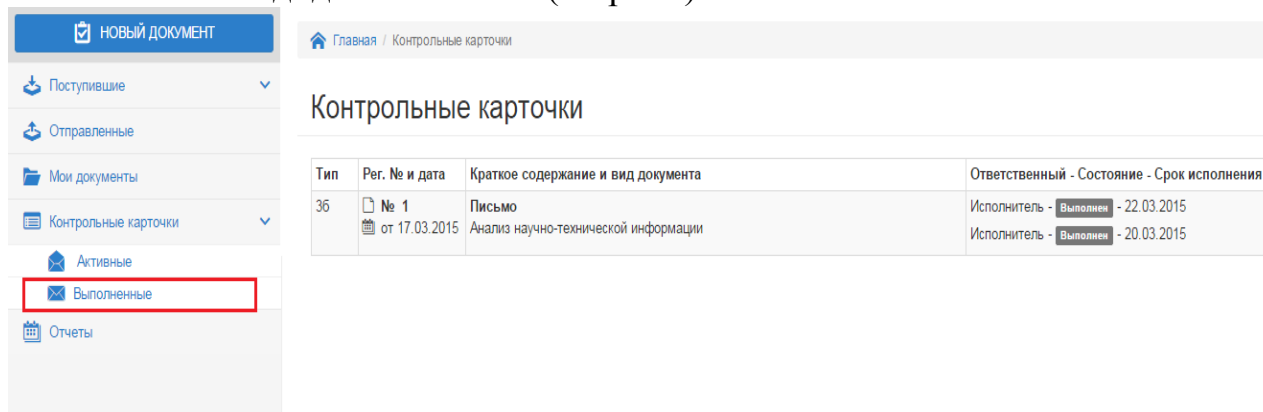 НОВЫЙ ДОКУМЕНТ
Поступившие
Отправленные
Мои документы
Контрольные карточки
Активные
Выполненные
Отчеты
Главная / Контрольные карточки
Контрольные карточки
Тип Рег. № и дата Краткое содержание и вид документа Ответственный - Состояние - Срок исполнения
36 № 1 Письмо Исполнитель - Выполнен - 22.03.2015
от 17.03.2015 Анализ научно-технической информации Исполнитель - Выполнен - 20.03.2015